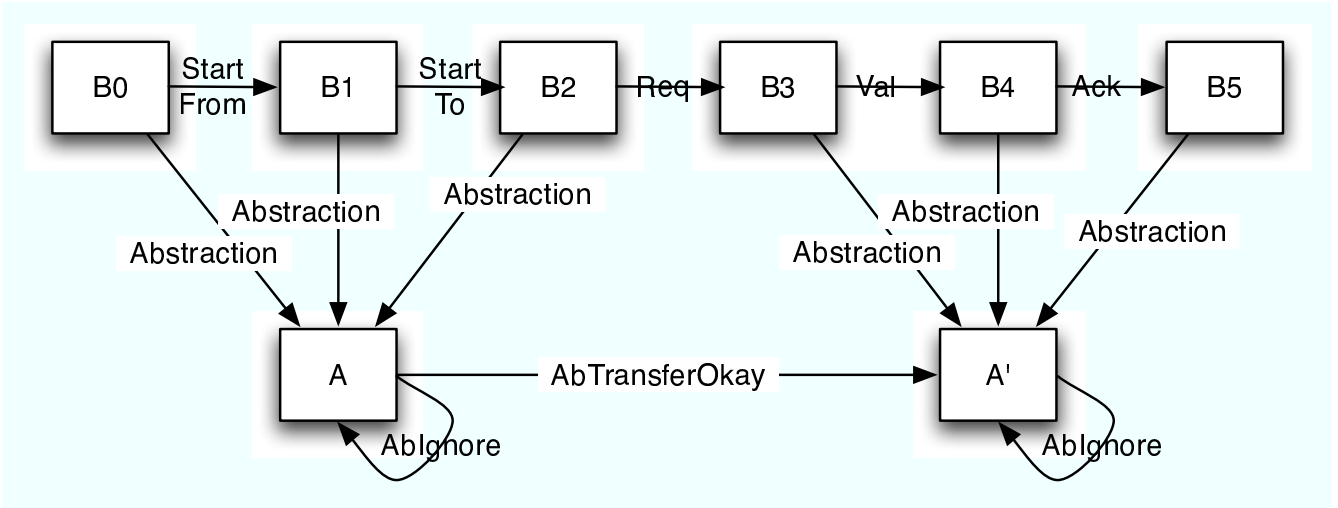 B0
Start
From
B1
Start
To
B2
Req
B3
Val
B4
Ack
B5
Abstraction
Abstraction
Abstraction
Abstraction
Abstraction
Abstraction
A
AbTransferOkay
A'
AbIgnore
AbIgnore